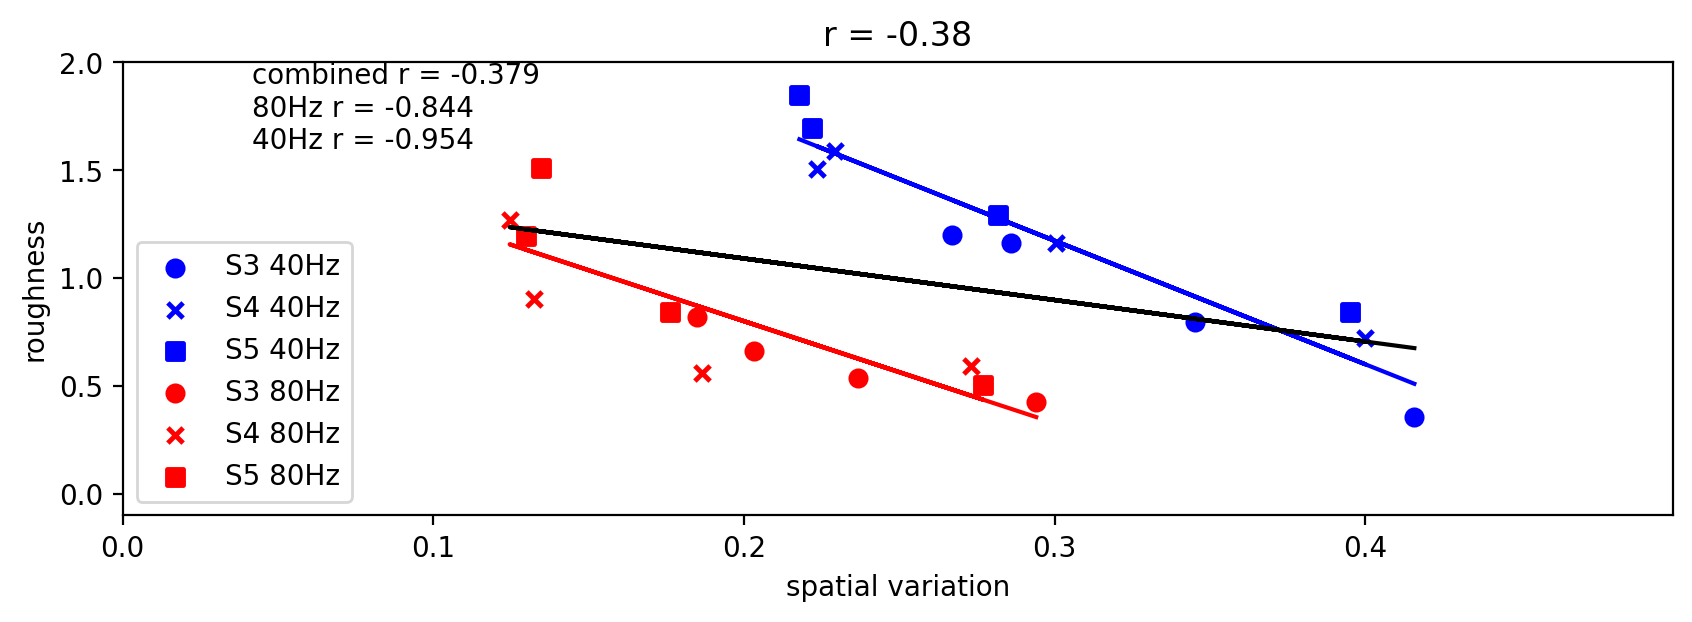 r = -0.38
combined r = -0.379
80Hz r = -0.844
40Hz r = -0.954
2.0
1.5
1.0
0.5
0.0
roughness
S3 40Hz
S4 40Hz
S5 40Hz
S3 80Hz
S4 80Hz
S5 80Hz
0.0 0.1 0.2 0.3 0.4
spatial variation